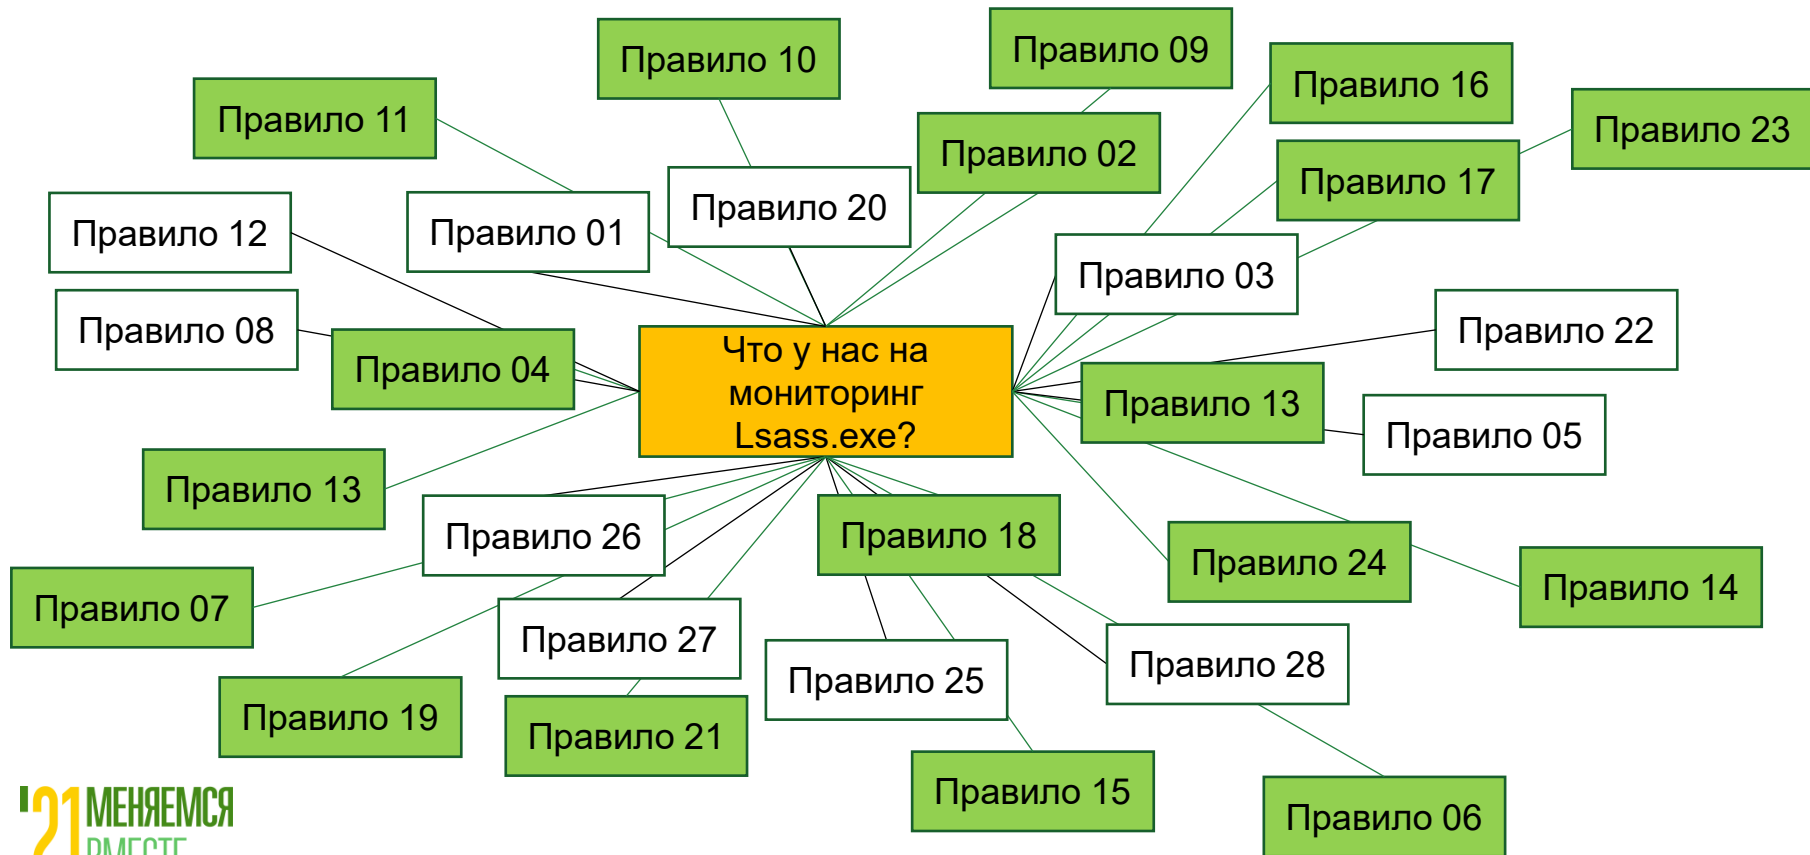 Правило 09
Правило 10
Правило 16
Правило 11
Правило 23
Правило 02
Правило 17
Правило 20
Правило 12
Правило 01
Правило 03
Правило 08
Правило 22
Правило 04
Что у нас на
мониторинг
Lsass.exe?
Правило 13
Правило 05
Правило 13
Правило 26
Правило 18
Правило 24
Правило 14
Правило 07
Правило 27
Правило 28
Правило 25
Правило 19
Правило 21
Правило 15
Правило 06
'21 МЕНЯЕМСЯ
ВМЕСТЕ